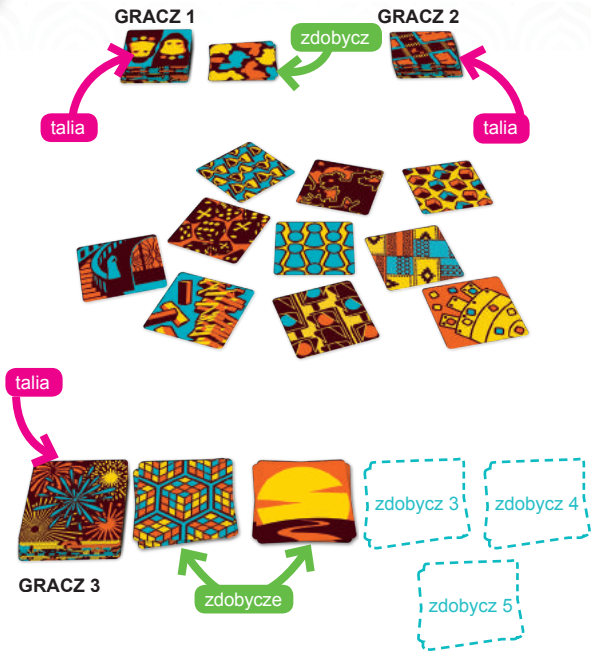 GRACZ 1
GRACZ 2
zdobycz
talia
talia
talia
zdobycz 3
zdobycz 4
GRACZ 3
zdobycze
zdobycz 5